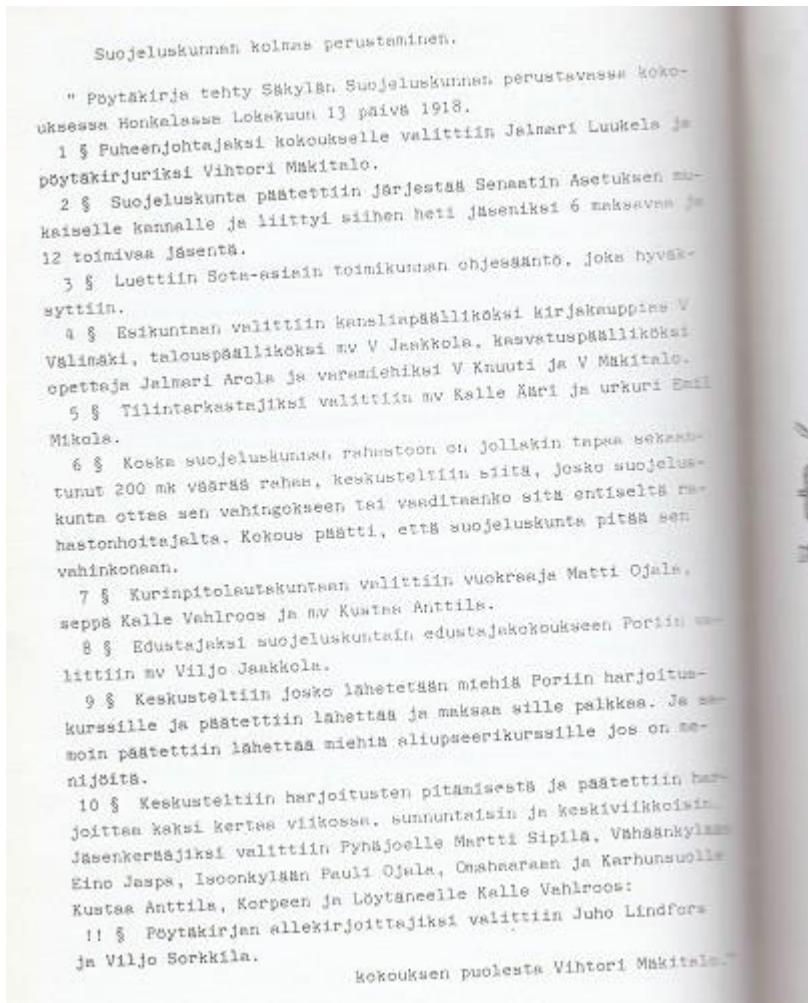 Suojeluskunnan kolmas perustaminen.
" Pöytäkirja tehty Säkylän Suojeluskunnan perustavassa koko-
uksessa Honkalassa Lokakuun 13 päivä 1918.
1 § Puheenjohtajaksi kokoukselle valittiin Jalmari Luukela ja
pöytäkirjuriksi Vihtori Mäkitalo.
2 § Suojeluskunta päätettiin järjestää Senaatin Asetuksen mu-
kaiselle kannalle ja liittyi siihen heti jäseniksi 6 maksavaa ja
12 toimivaa jäsentä.
3 § Luettiin Sota-asiain toimikunnan ohjesääntö, joka hyväk-
syttiin.
4 § Esikuntaan valittiin kansliapäälliköksi kirjakauppias V
Välimäki, talouspäälliköksi mv V Jaakkola, kasvatuspäälliköksi
opettaja Jalmari Arola ja varamiehiksi V Knuuti ja V Mäkitalo.
5 § Tilintarkastajiksi valittiin mv Kalle Ääri ja urkuri Emil
Mikola.
6 § Koska suojeluskunnan rahastoon on jollakin tapaa sekaan-
tunut 200 mk väärää rahaa, keskusteltiin siitä, josko suojelus-
kunta ottaa sen vahingokseen tai vaaditaanko sitä entiseltä ra-
hastonhoitajalta. Kokous päätti, että suojeluskunta pitää sen
vahinkonaan.
7 § Kurinpitolautakuntaan valittiin vuokraaja Matti Ojala,
seppä Kalle Vahlroos ja mv Kustaa Anttila.
8 § Edustajaksi suojeluskuntain edustajakokoukseen Poriin va-
littiin mv Viljo Jaakkola.
9 § Keskusteltiin josko lähetetään miehiä Poriin harjoitus-
kurssille ja päätettiin lähettää ja maksaa sille palkkaa. Ja sa-
moin päätettiin lähettää miehiä aliupseerikurssille jos on me-
nijöitä.
10 § Keskusteltiin harjoitusten pitämisestä ja päätettiin har-
joittaa kaksi kertaa viikossa, sunnuntaisin ja keskiviikkoisin.
Jäsenkerääjiksi valittiin Pyhäjoelle Martti Sipilä, Vähäänkylään
Eino Jaspa, Isoonkylään Pauli Ojala, Omahaaraan ja Karhunsuolle
Kustaa Anttila, Korpeen ja Löytäneelle Kalle Vahlroos:
!! § Pöytäkirjan allekirjoittajiksi valittiin Juho Lindfors
ja Viljo Sorkkila.
kokouksen puolesta Vihtori Mäkitalo."